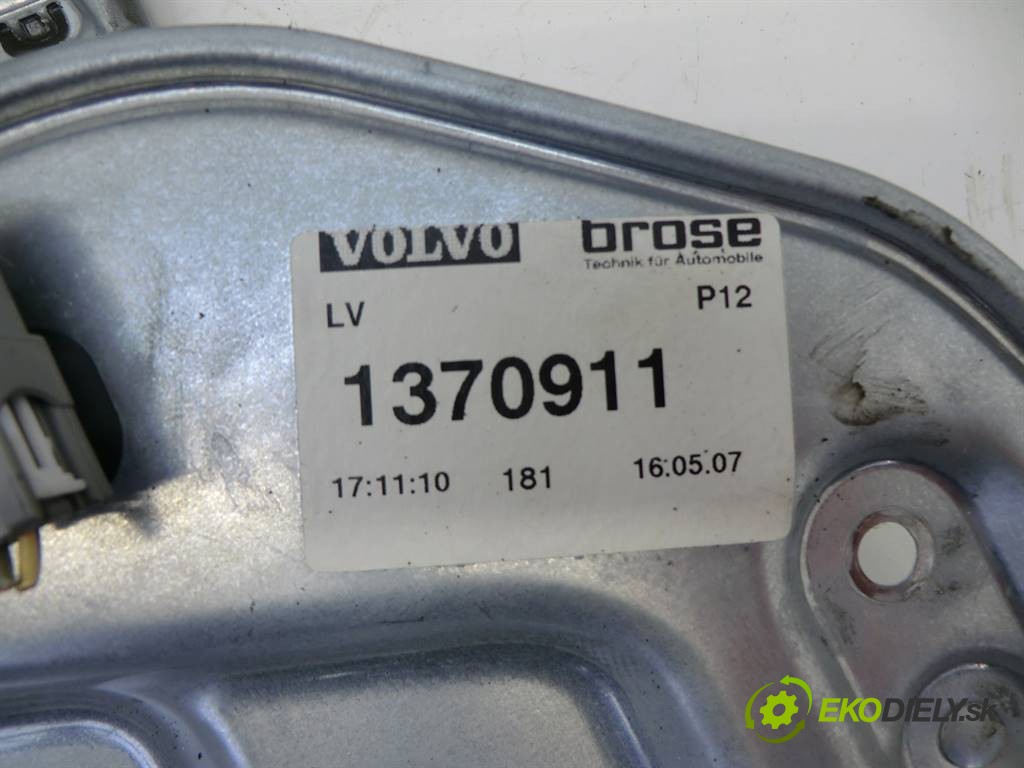 VOLVO brose
Technik für Automobile
LV P12
1370911
17:11:10 181 16.05.07
EKODIELY.sk